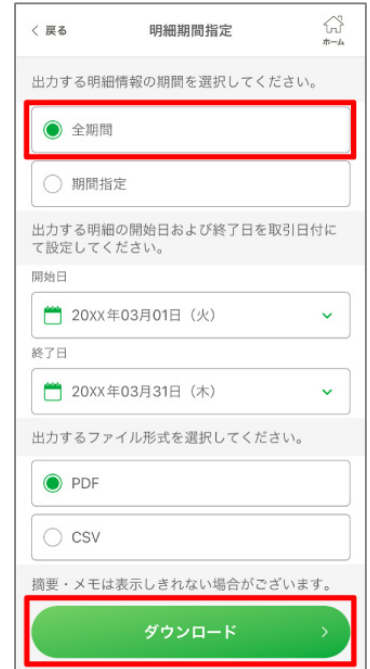 戻る
明細期間指定
ホーム
出力する明細情報の期間を選択してください。
全期間
期間指定
出力する明細の開始日および終了日を取引日付に
て設定してください。
開始日
20XX年03月01日（火）
終了日
20XX年03月31日（木）
出力するファイル形式を選択してください。
PDF
CSV
摘要・メモは表示しきれない場合がございます。
ダウンロード